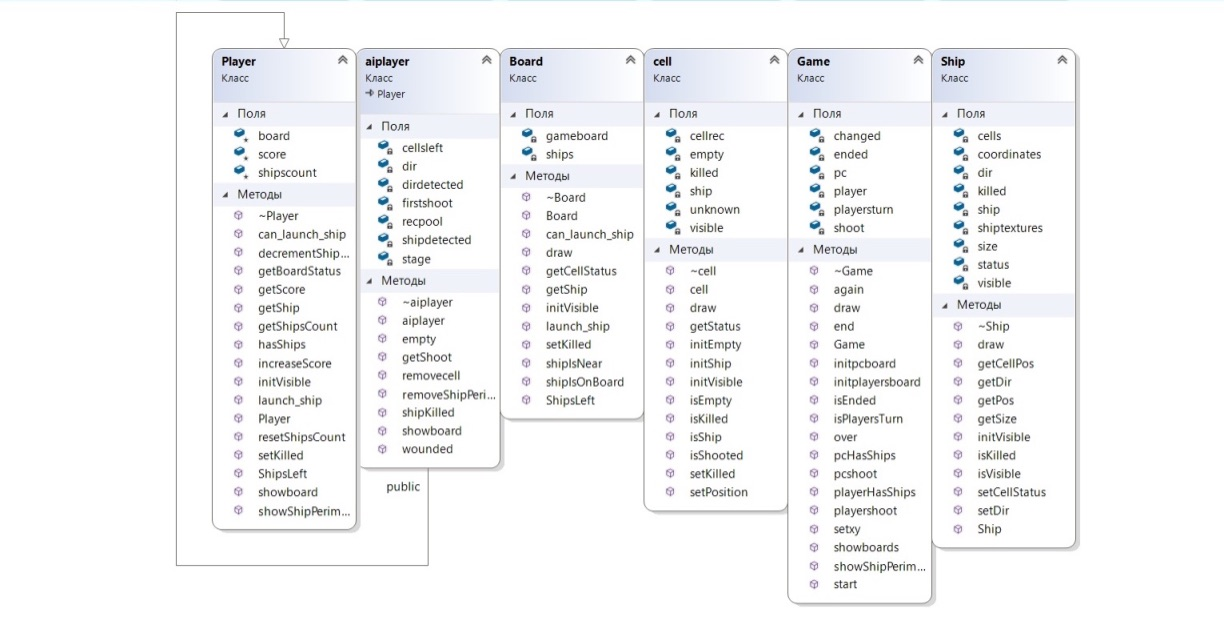 Player
Класс
Поля
board
score
shipscount
Методы
~Player
can_launch_ship
decrementShip...
getBoardStatus
getScore
getShip
getShipsCount
hasShips
increaseScore
initVisible
launch_ship
Player
resetShipsCount
setKilled
ShipsLeft
showboard
showShipPerim...
aiplayer
Класс
Player
Поля
cellsleft
dir
dirdetected
firstshoot
recpool
shipdetected
stage
Методы
~aiplayer
aiplayer
empty
getShoot
removecell
removeShipPeri...
shipKilled
showboard
wounded
public
Board
Класс
Поля
gameboard
ships
Методы
~Board
Board
can_launch_ship
draw
getCellStatus
getShip
initVisible
launch_ship
setKilled
shipIsNear
shipIsOnBoard
ShipsLeft
cell
Класс
Поля
cellrec
empty
killed
ship
unknown
visible
Методы
~cell
cell
draw
getStatus
initEmpty
initShip
initVisible
isEmpty
isKilled
isShip
isShooted
setKilled
setPosition
Game
Класс
Поля
changed
ended
pc
player
playersturn
shoot
Методы
~Game
again
draw
end
Game
initpcboard
initplayersboard
isEnded
isPlayersTurn
over
pcHasShips
pcshoot
playerHasShips
playershoot
setxy
showboards
showShipPerim...
start
Ship
Класс
Поля
cells
coordinates
dir
killed
ship
shiptextures
size
status
visible
Методы
~Ship
draw
getCellPos
getDir
getPos
getSize
initVisible
isKilled
isVisible
setCellStatus
setDir
Ship